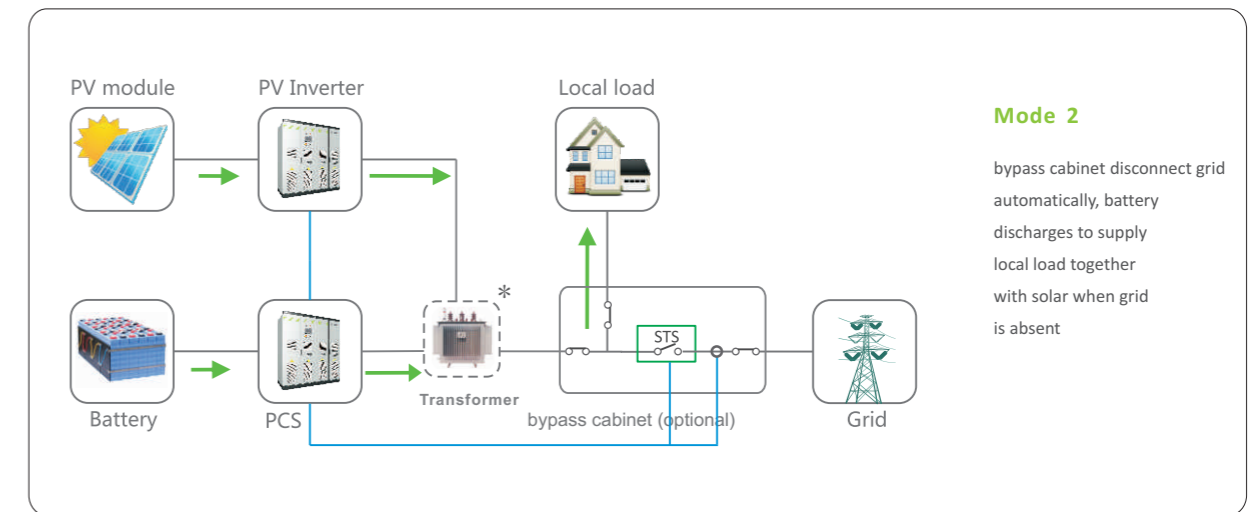 PV module
PV Inverter
Local load
Mode 2
bypass cabinet disconnect grid
automatically, battery
discharges to supply
local load together
with solar when grid
is absent
*
STS
Transformer
Battery
PCS
bypass cabinet (optional)
Grid